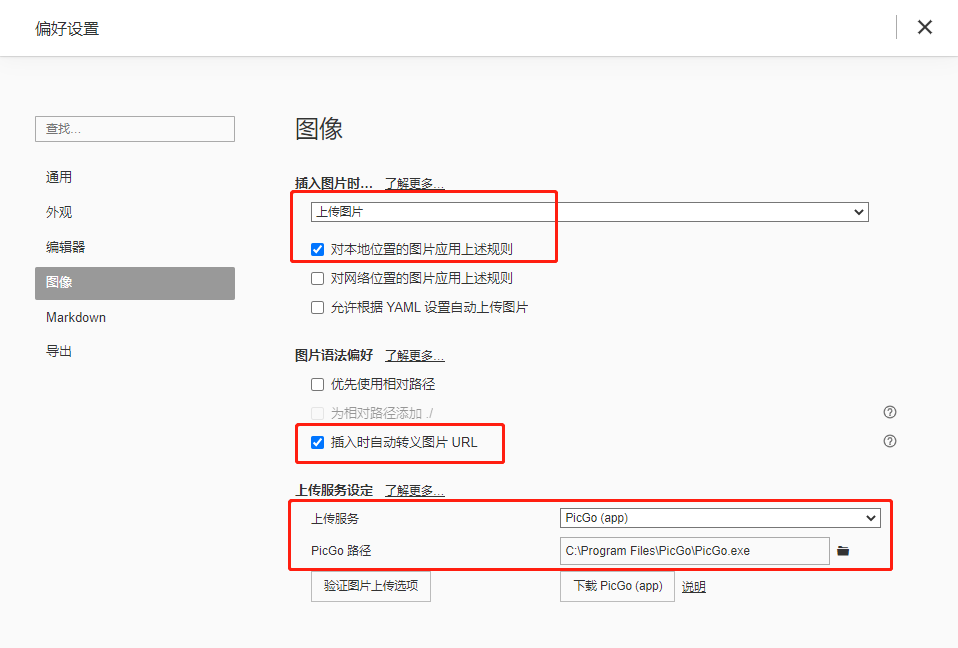 偏好设置
查找...
通用
外观
编辑器
图像
Markdown
导出
图像
插入图片时... 了解更多...
上传图片
对本地位置的图片应用上述规则
对网络位置的图片应用上述规则
允许根据 YAML 设置自动上传图片
图片语法偏好 了解更多...
优先使用相对路径
为相对路径添加 ./
插入时自动转义图片 URL
上传服务设定 了解更多...
上传服务 PicGo (app)
PicGo 路径 C:\Program Files\PicGo\PicGo.exe
验证图片上传选项 下载 PicGo (app) 说明